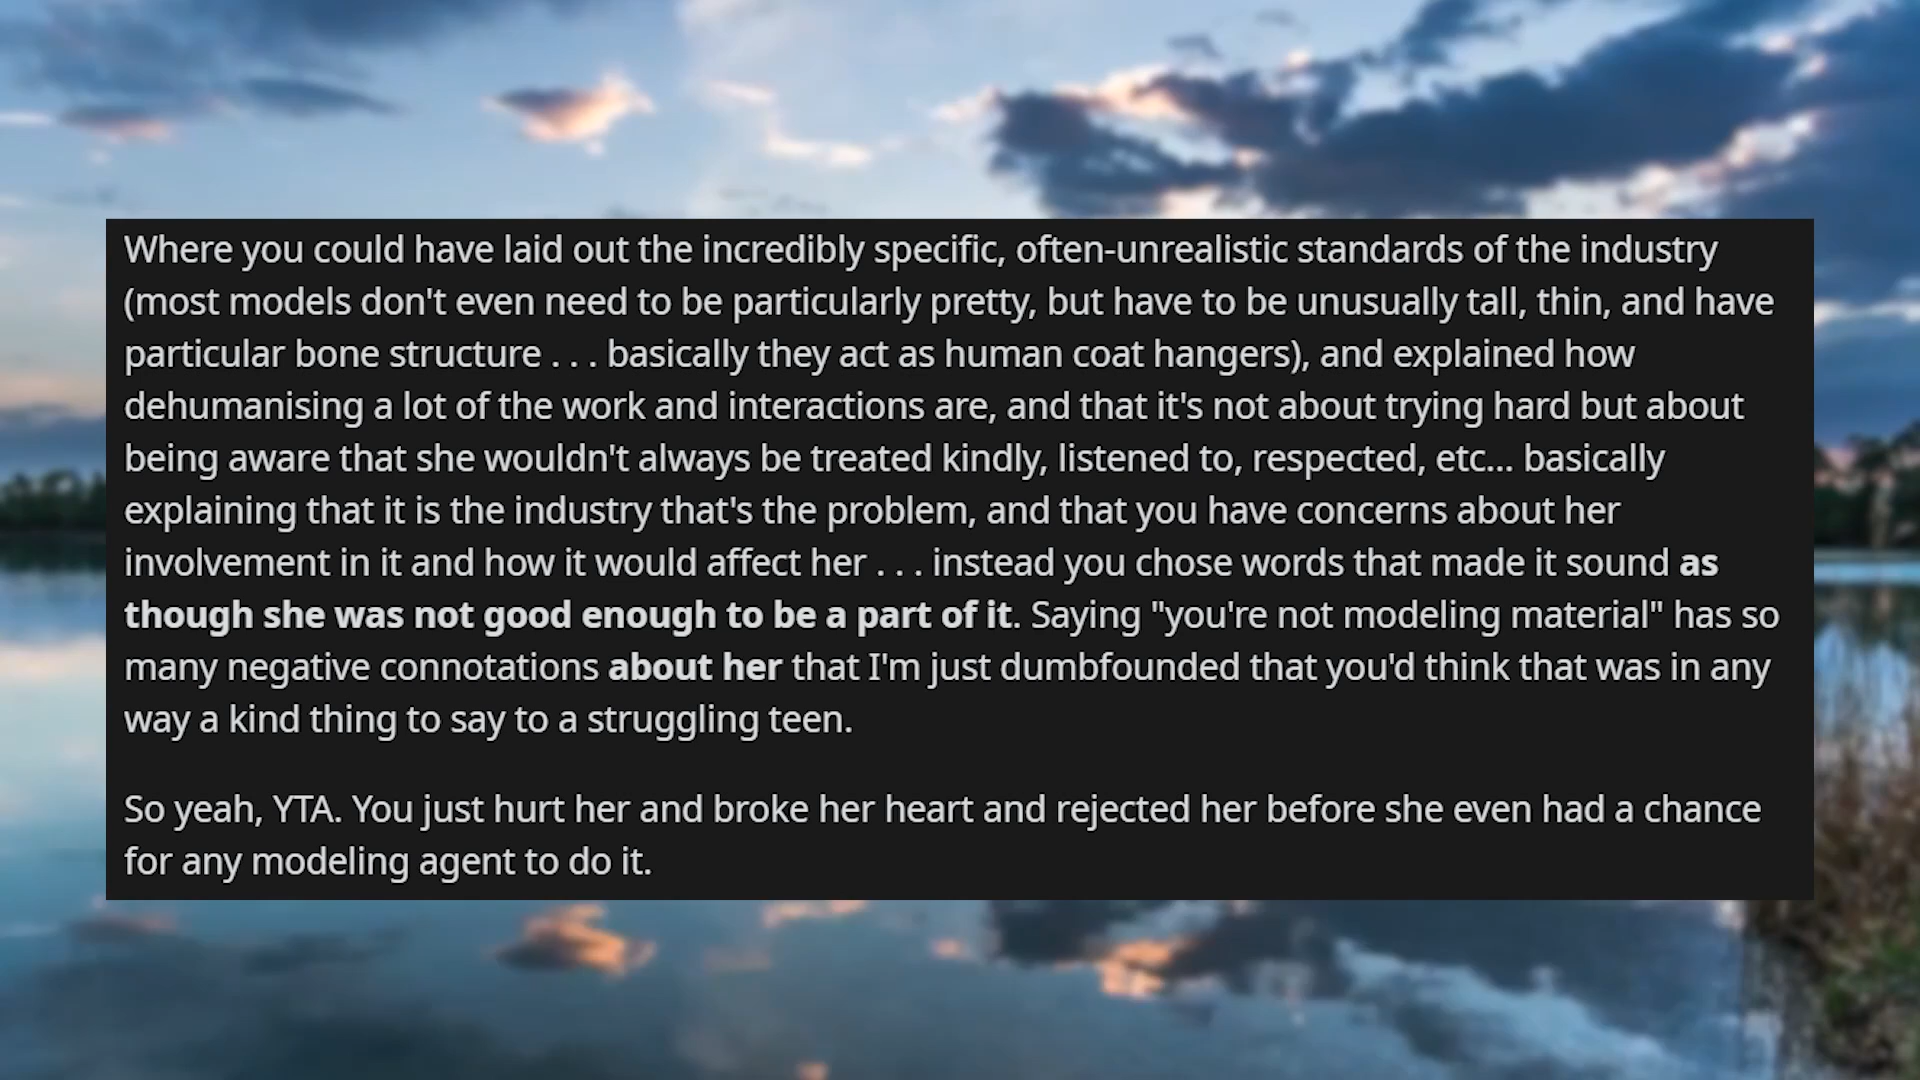 Where you could have laid out the incredibly specific, often-unrealistic standards of the industry
(most models don't even need to be particularly pretty, but have to be unusually tall, thin, and have
particular bone structure . . . basically they act as human coat hangers), and explained how
dehumanising a lot of the work and interactions are, and that it's not about trying hard but about
being aware that she wouldn't always be treated kindly, listened to, respected, etc... basically
explaining that it is the industry that's the problem, and that you have concerns about her
involvement in it and how it would affect her . . . instead you chose words that made it sound as
though she was not good enough to be a part of it. Saying "you're not modeling material" has so
many negative connotations about her that I'm just dumbfounded that you'd think that was in any
way a kind thing to say to a struggling teen.
So yeah, YTA. You just hurt her and broke her heart and rejected her before she even had a chance
for any modeling agent to do it.